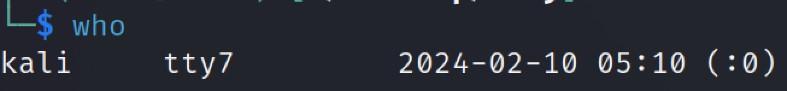 └─$ who
kali     tty7         2024-02-10 05:10 (:0)